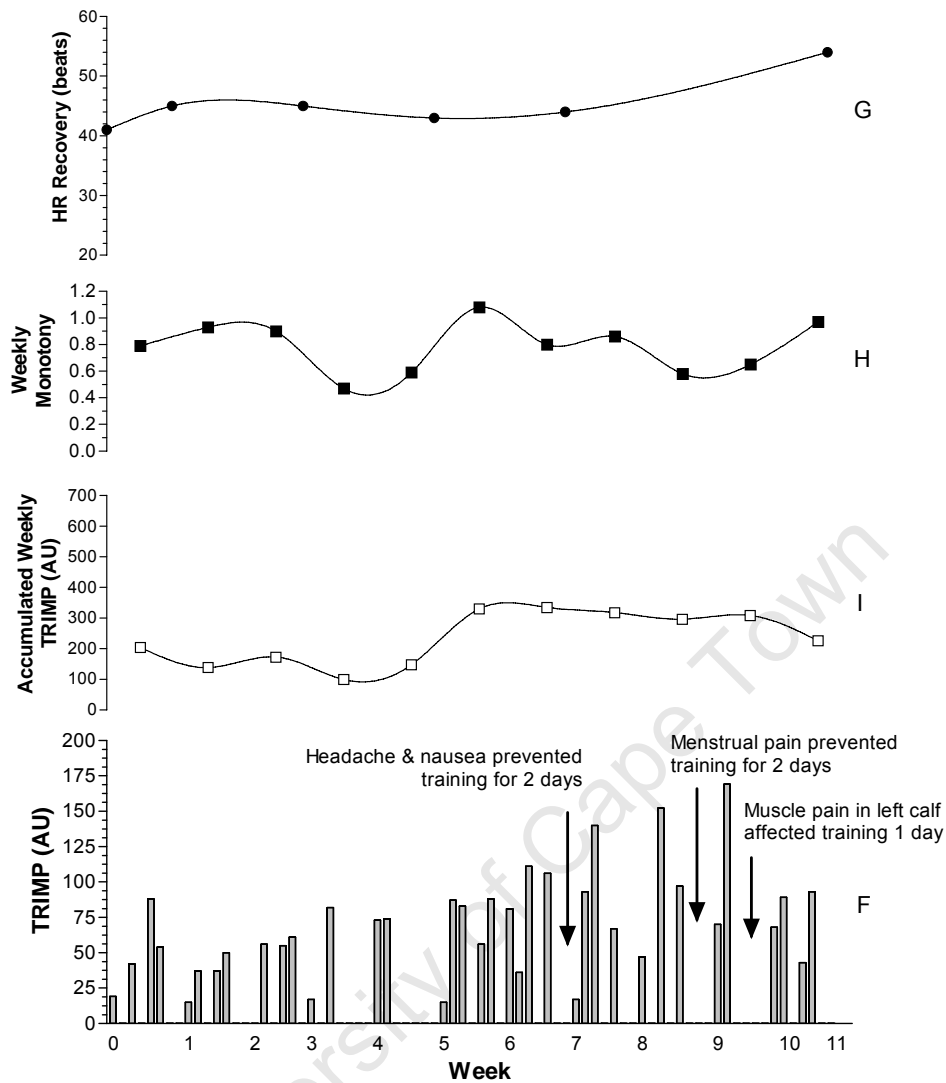 60
50
40
30
20
HR Recovery (beats)
G
1.2
1.0
0.8
0.6
0.4
0.2
0.0
Weekly
Monotony
H
700
600
500
400
300
200
100
0
Accumulated Weekly
TRIMP (AU)
I
200
175
150
125
100
75
50
25
0
TRIMP (AU)
Headache & nausea prevented
training for 2 days
Menstrual pain prevented
training for 2 days
Muscle pain in left calf
affected training 1 day
F
0 1 2 3 4 5 6 7 8 9 10 11
Week
ersity of Cape Town